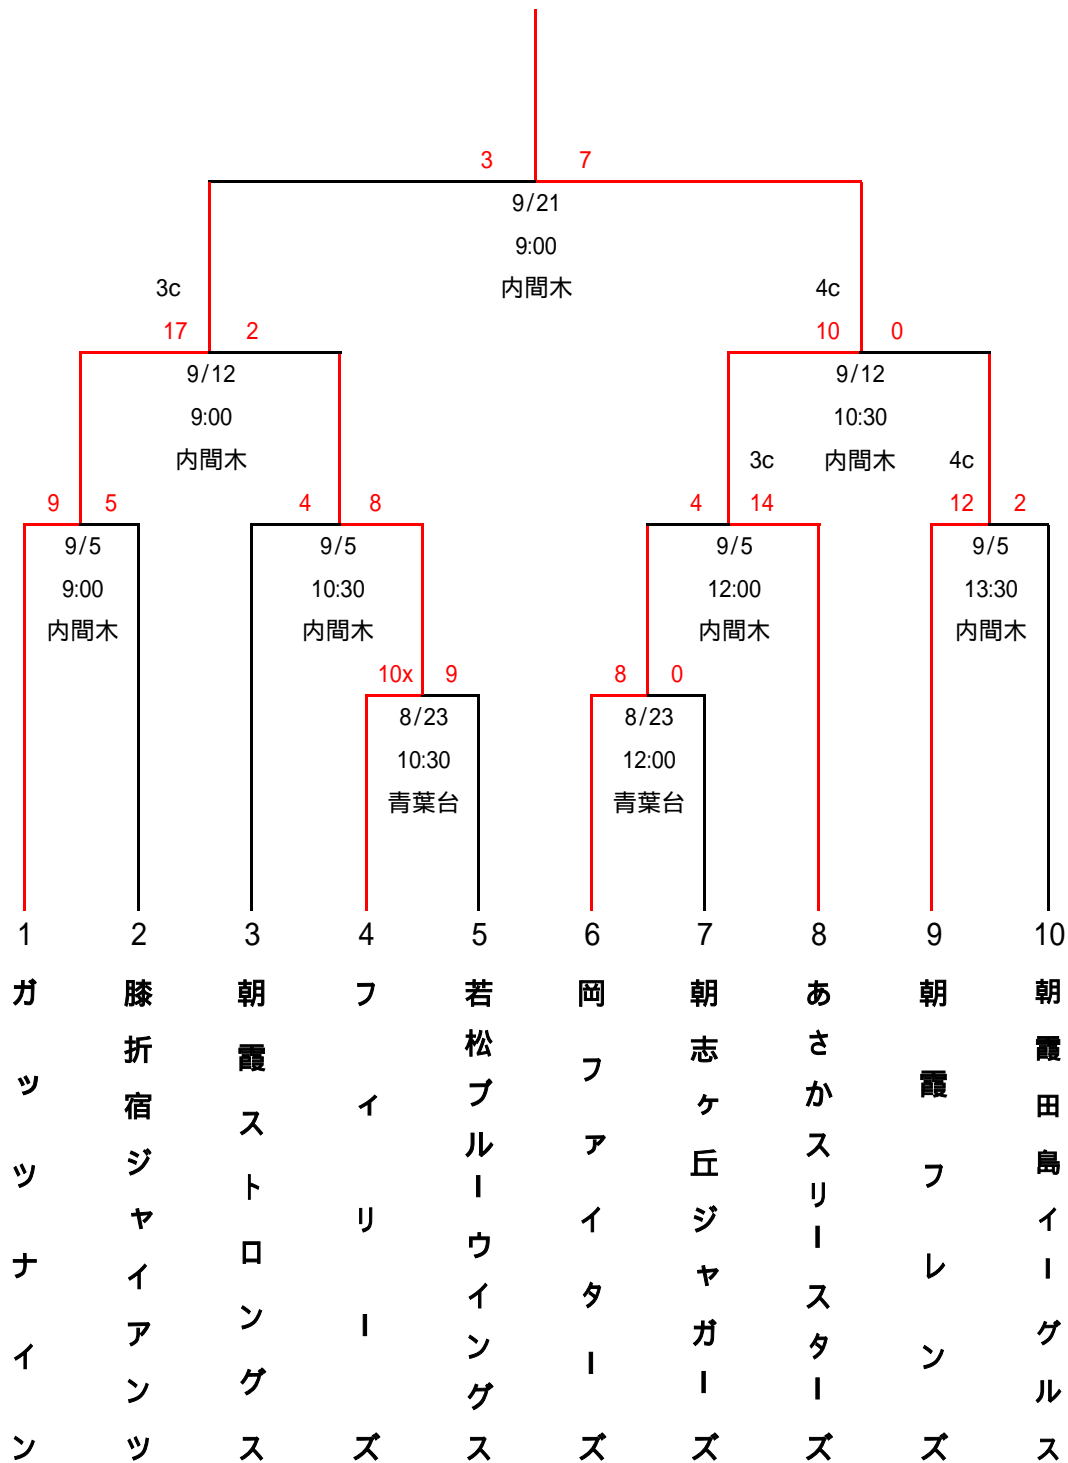 3 7
9/21
9:00
内間木
3c 4c
17 2 10 0
9/12 9/12
9:00 10:30
内間木 3c 内間木 4c
9 5 4 8 4 14 12 2
9/5 9/5 9/5 9/5
9:00 10:30 12:00 13:30
内間木 内間木 内間木 内間木
10x 9 8 0
8/23 8/23
10:30 12:00
青葉台 青葉台
1 2 3 4 5 6 7 8 9 10
ガッツナイン
膝折宿ジャイアンツ
朝霞ストロングス
フィリーズ
若松ブルーウイングス
岡ファイターズ
朝志ヶ丘ジャガーズ
あさかスリースターズ
朝霞フレンズ
朝霞田島イーグルス